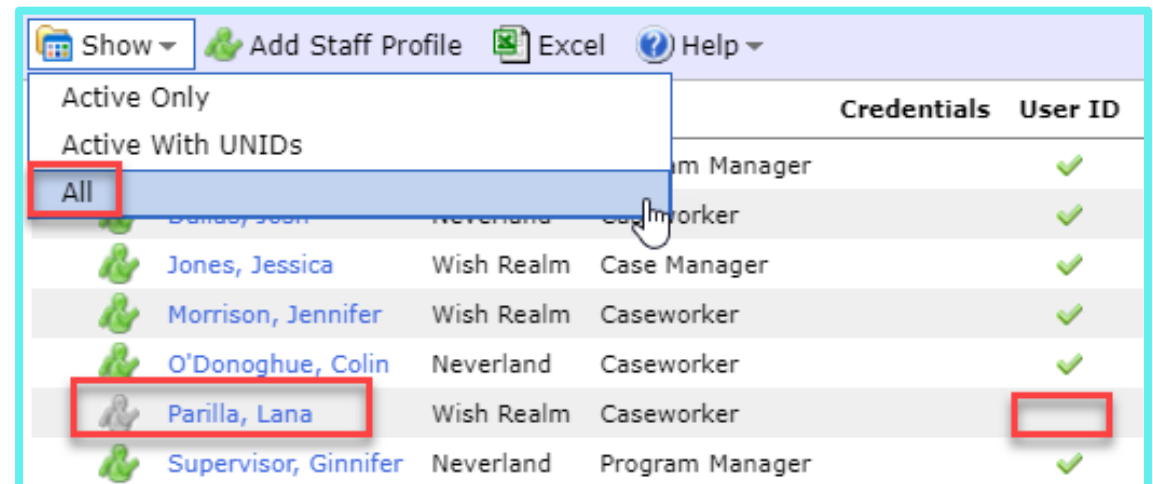 Show Add Staff Profile Excel Help
Active Only
Credentials User ID
Active With UNIDs
Manager
All
Jones, Jessica Wish Realm Case Manager
Morrison, Jennifer Wish Realm Caseworker
O'Donoghue, Colin Neverland Caseworker
Parilla, Lana Wish Realm Caseworker
Supervisor, Ginnifer Neverland Program Manager